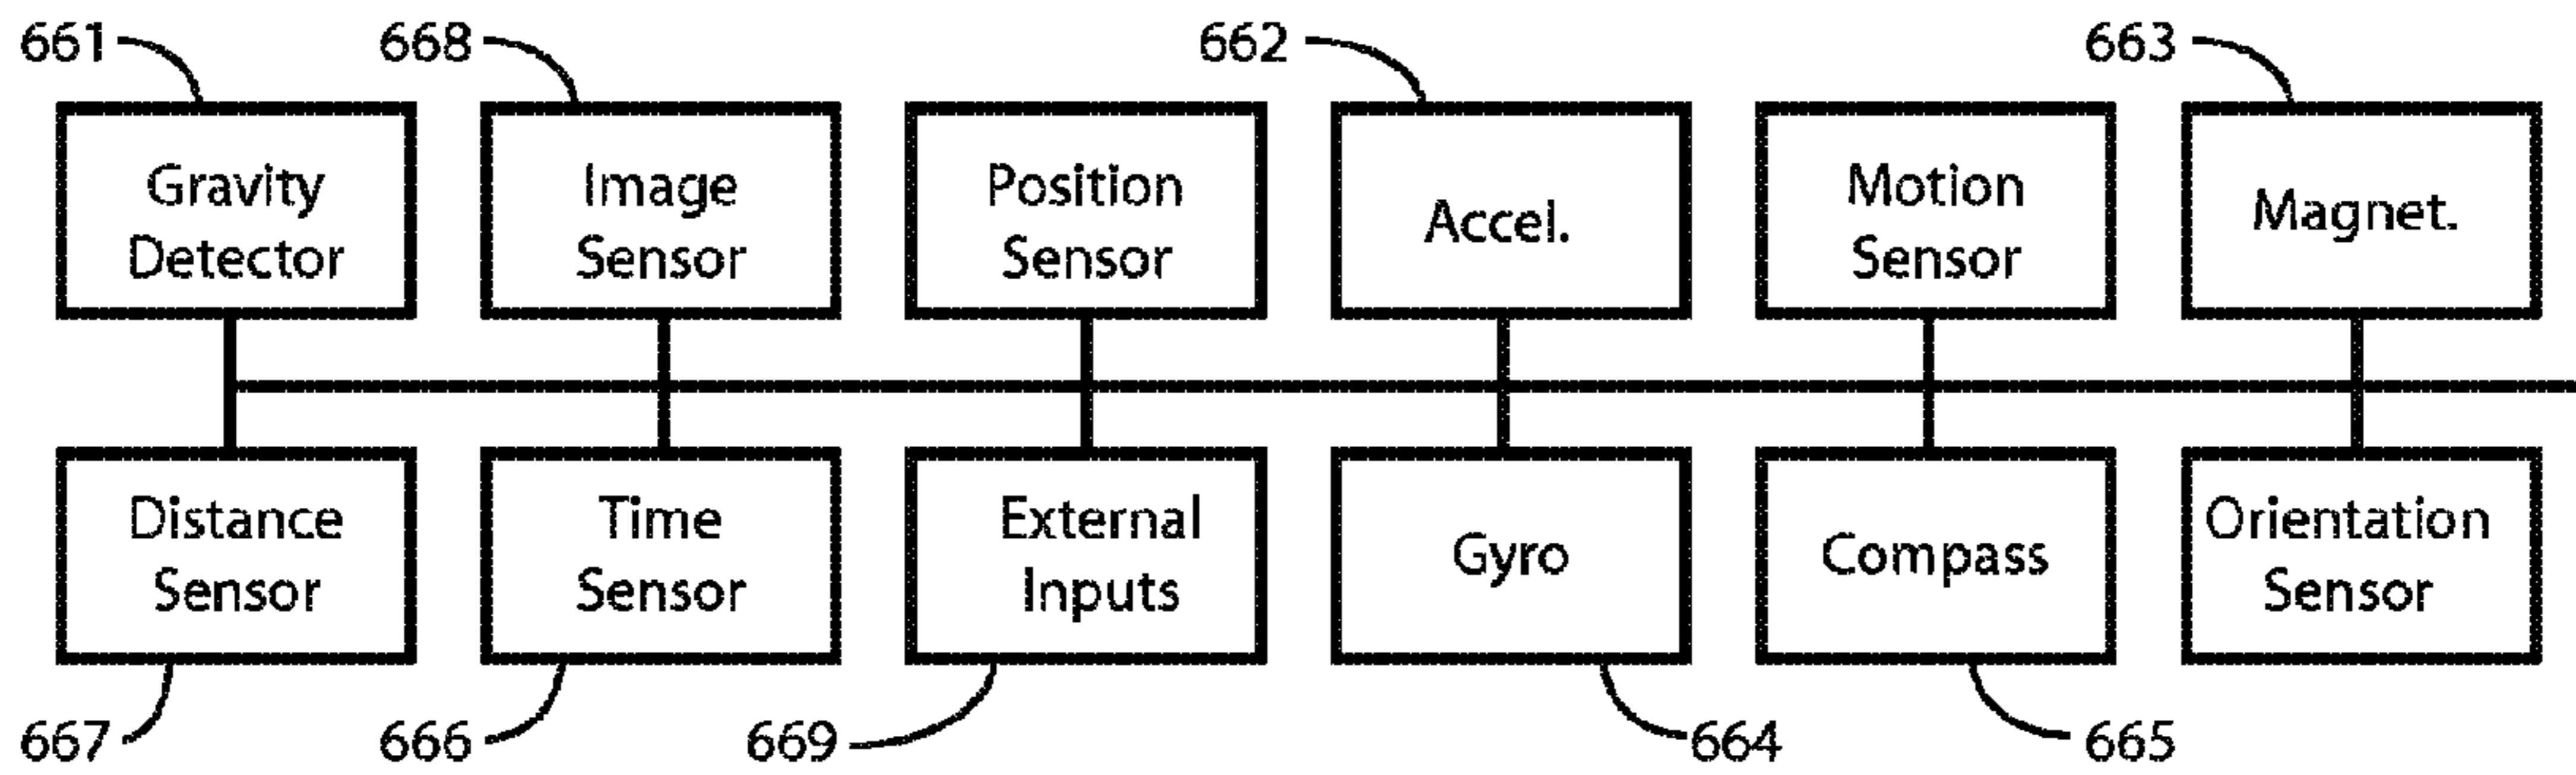 661
668
662
663
Gravity
Detector
Image
Sensor
Position
Sensor
Accel.
Motion
Sensor
Magnet.
Distance
Sensor
Time
Sensor
External
Inputs
Gyro
Compass
Orientation
Sensor
667
666
669
664
665